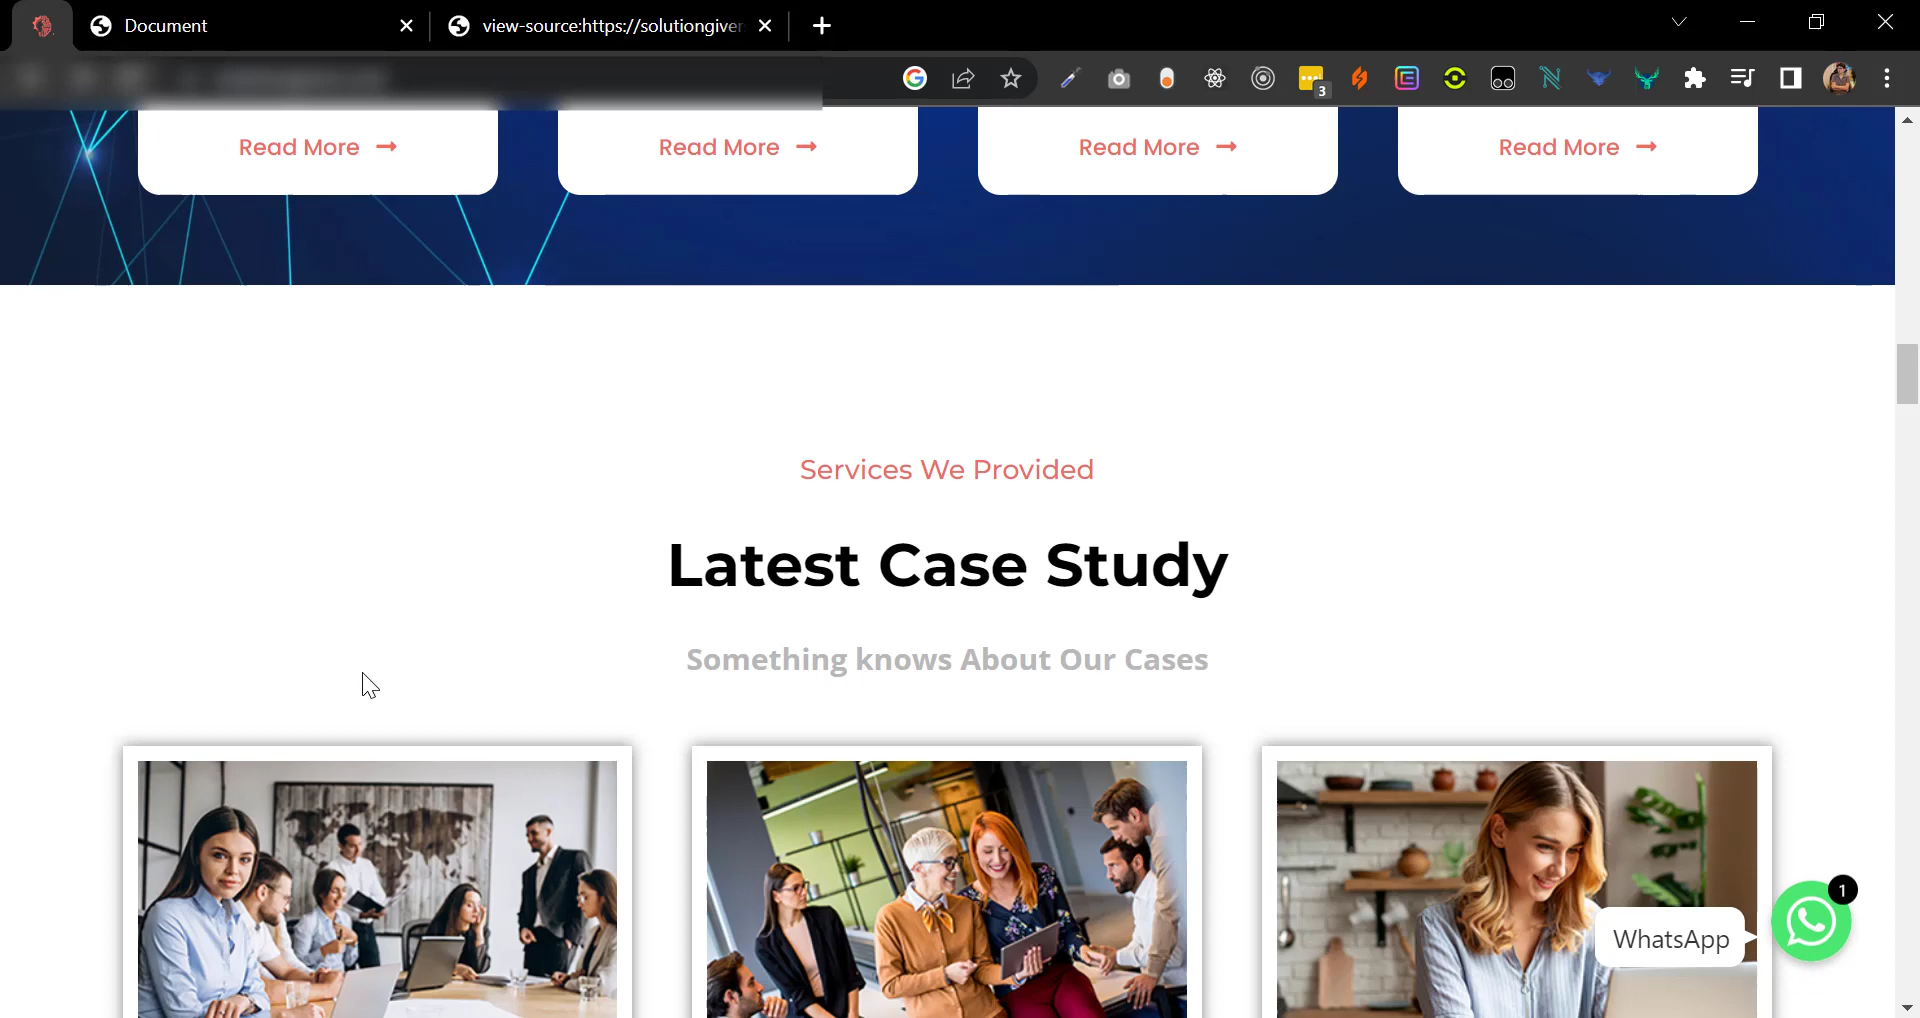 Document
view-source:https://solutiongiver
3
Read More
Read More
Read More
Read More
Services We Provided
Latest Case Study
Something knows About Our Cases
WhatsApp
1